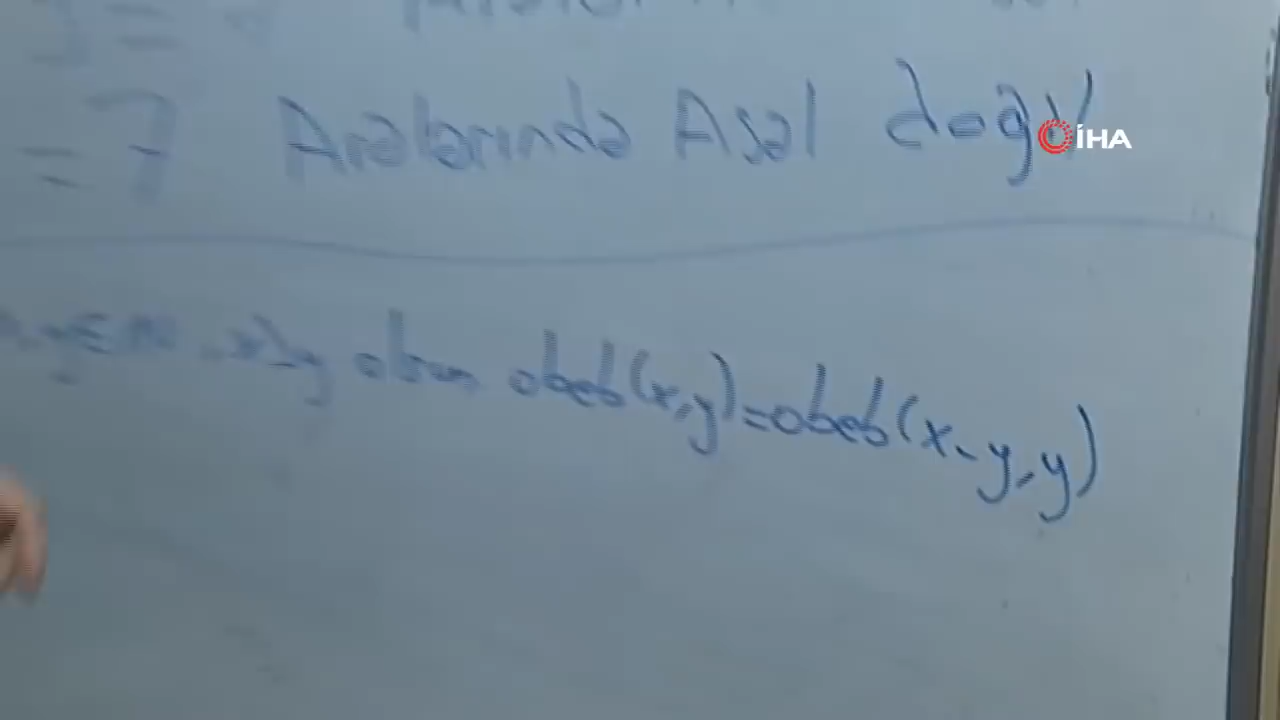 = 7 Aralarında Asal değil
İHA
x,y∈N, x>y olsun obeb(x,y)=obeb(x-y,y)